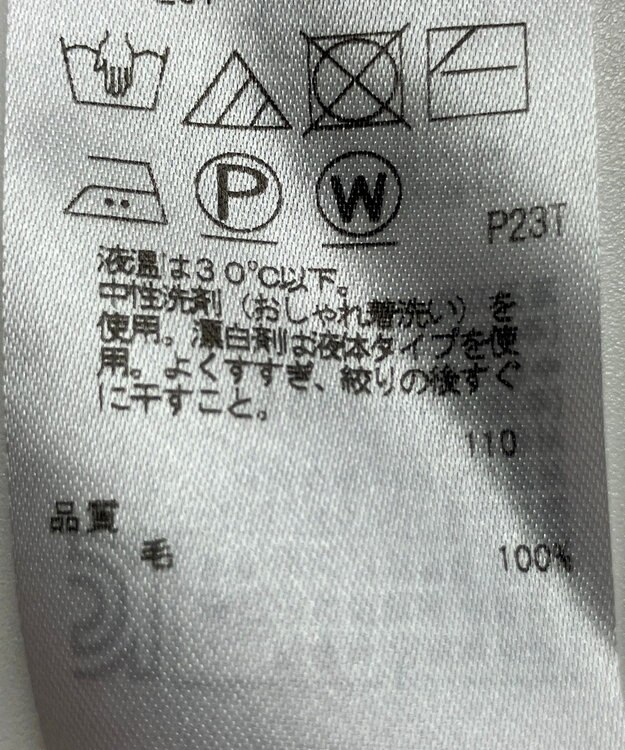 P
W
P23T
液温は30℃以下。
中性洗剤（おしゃれ着洗い）を
使用。漂白剤は液体タイプを使
用。よくすすぎ、絞りの後すぐ
に干すこと。
110
品質
毛 100%